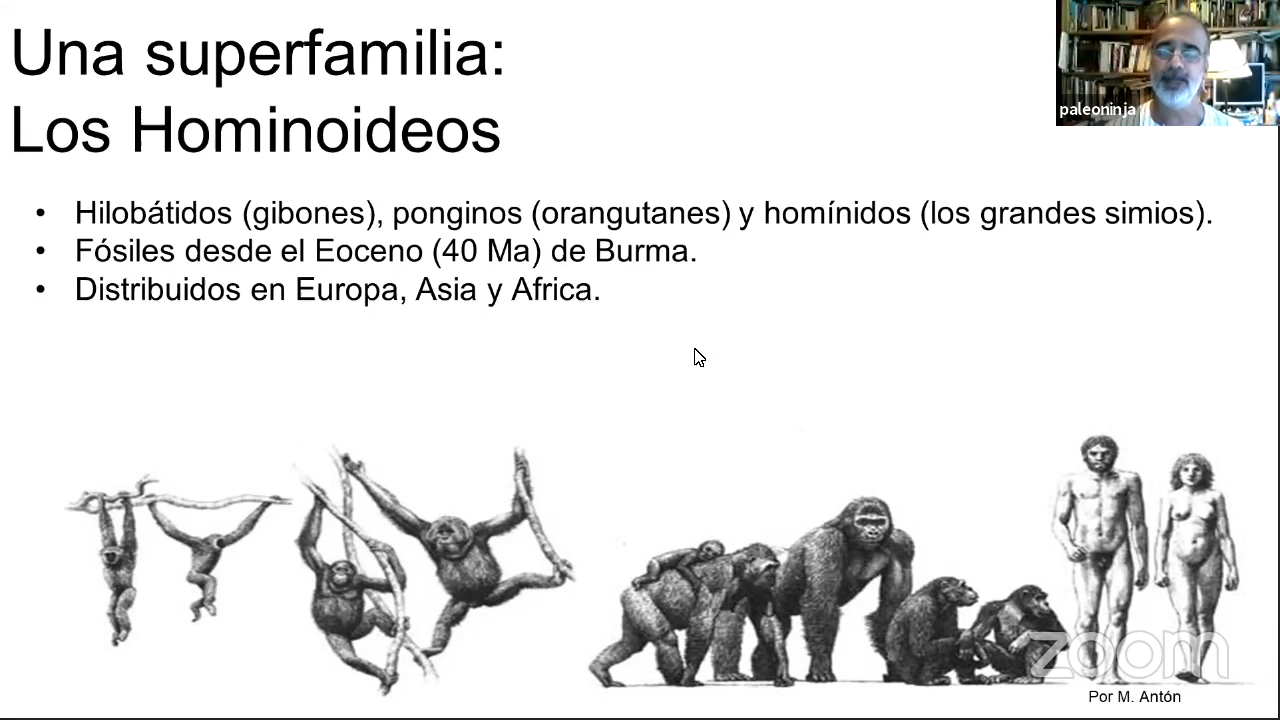 Una superfamilia:
Los Hominoideos
paleoninja
• Hilobátidos (gibones), ponginos (orangutanes) y homínidos (los grandes simios).
• Fósiles desde el Eoceno (40 Ma) de Burma.
• Distribuidos en Europa, Asia y Africa.
zoom
Por M. Antón